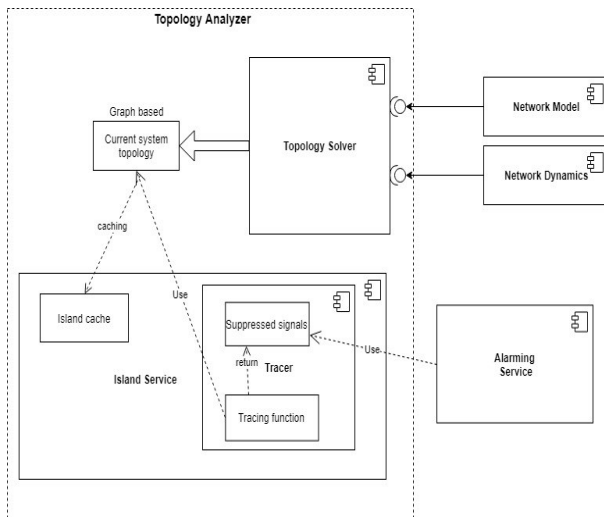 Topology Analyzer
Graph based
Current system
topology
Topology Solver
Network Model
Network Dynamics
caching
Use
Island cache
Island Service
Suppressed signals
return
Tracer
Tracing function
Use
Alarming
Service